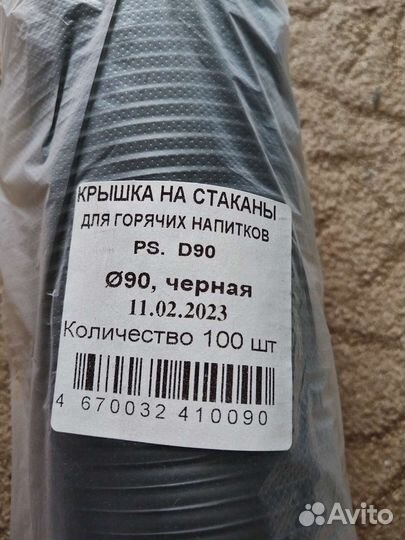 КРЫШКА НА СТАКАНЫ
ДЛЯ ГОРЯЧИХ НАПИТКОВ
PS. D90
Ø90, черная
11.02.2023
Количество 100 шт
4 670032 410090
Avito